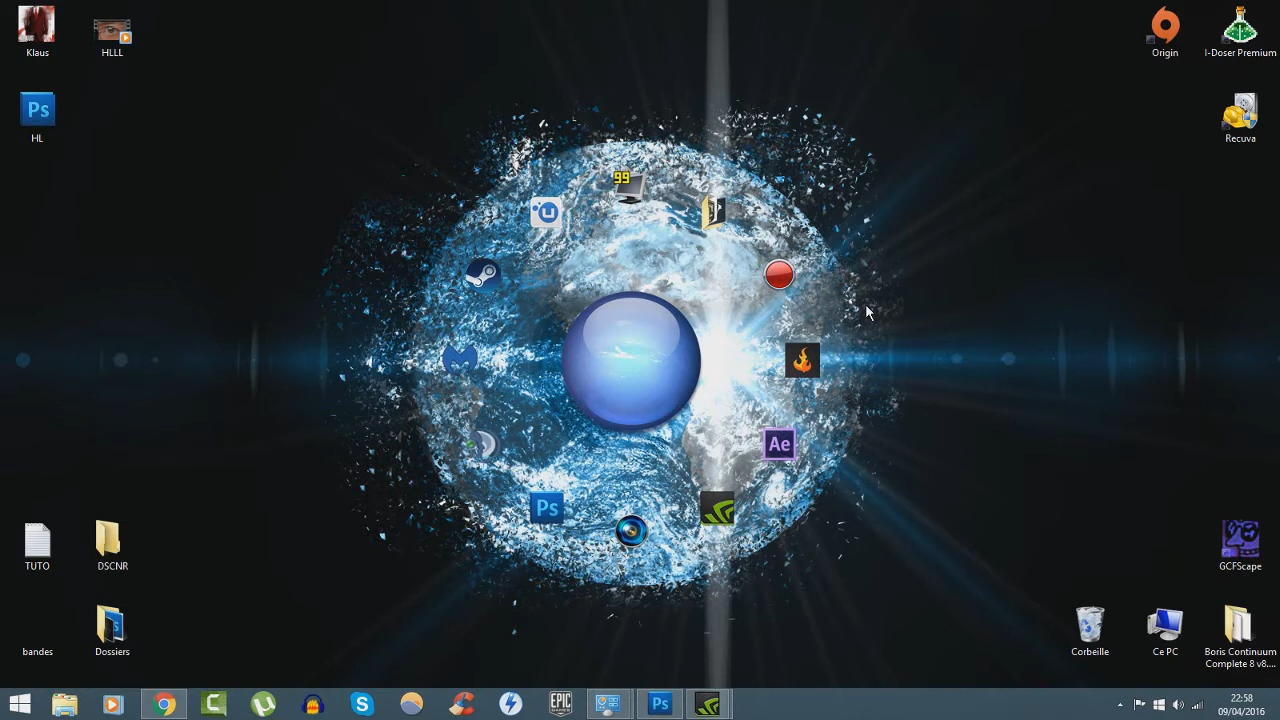 Klaus
HLLL
Origin
I-Doser Premium
Ps
HL
Recuva
99
Ae
Ps
TUTO
DSCNR
GCFScape
bandes
Dossiers
Corbeille
Ce PC
Boris Continuum
Complete 8 v8....
EPIC
GAMES
Ps
22:58
09/04/2016